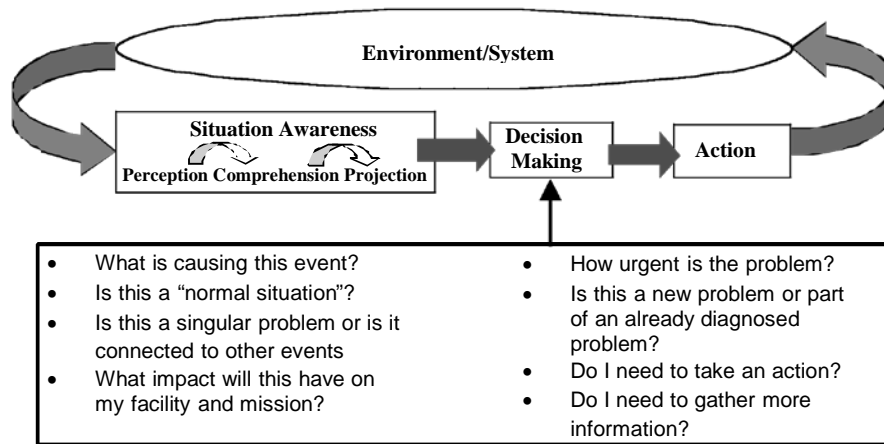 Environment/System
Situation Awareness
Perception Comprehension Projection
Decision
Making
Action
• What is causing this event?
• Is this a “normal situation”?
• Is this a singular problem or is it
connected to other events
• What impact will this have on
my facility and mission?
• How urgent is the problem?
• Is this a new problem or part
of an already diagnosed
problem?
• Do I need to take an action?
• Do I need to gather more
information?